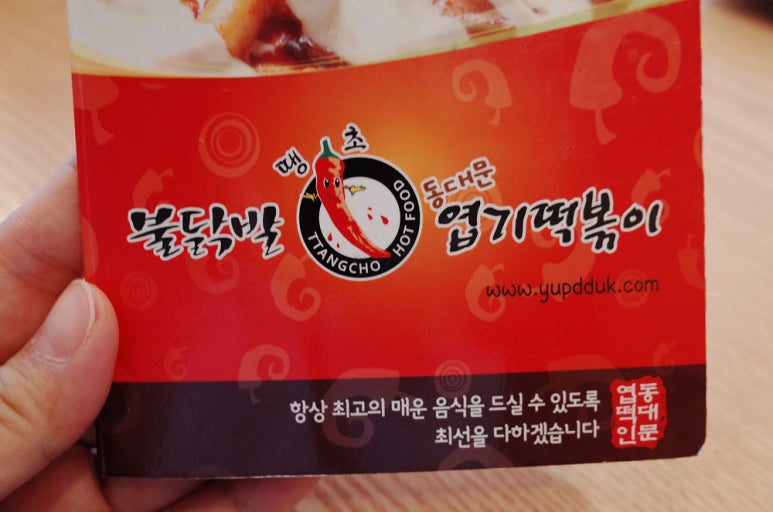 땡초
불닭발
TTANGCHO HOT FOOD
동대문
엽기떡볶이
www.yupdduk.com
항상 최고의 매운 음식을 드실 수 있도록
최선을 다하겠습니다
동대문
엽떡인